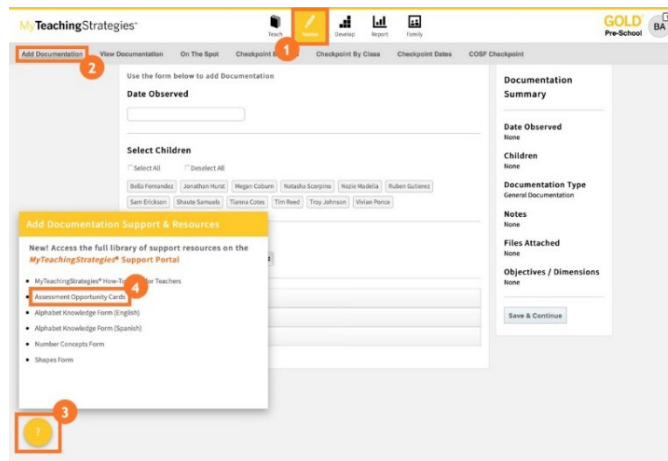 MyTeachingStrategies®
Teach
Develop
Report
Family
GOLD
Pre-School
BA
1
Add Documentation
View Documentation
On The Spot
Checkpoint By Class
Checkpoint Dates
COSF Checkpoint
2
Use the form below to add Documentation
Date Observed
Select Children
Select All
Deselect All
Bella Fernandez
Jonathan Hurst
Megan Coburn
Natasha Scorpino
Nozie Madella
Ruben Gutierez
Sam Erickson
Shaute Samuels
Tianna Cotes
Tim Reed
Troy Johnson
Vivian Ponce
Documentation
Summary
Date Observed
None
Children
None
Documentation Type
General Documentation
Notes
None
Files Attached
None
Objectives / Dimensions
None
Save & Continue
Add Documentation Support & Resources
New! Access the full library of support resources on the
MyTeachingStrategies® Support Portal
MyTeachingStrategies® for Teachers
4
Assessment Opportunity Cards
Alphabet Knowledge Form (English)
Alphabet Knowledge Form (Spanish)
Number Concepts Form
Shapes Form
3
?